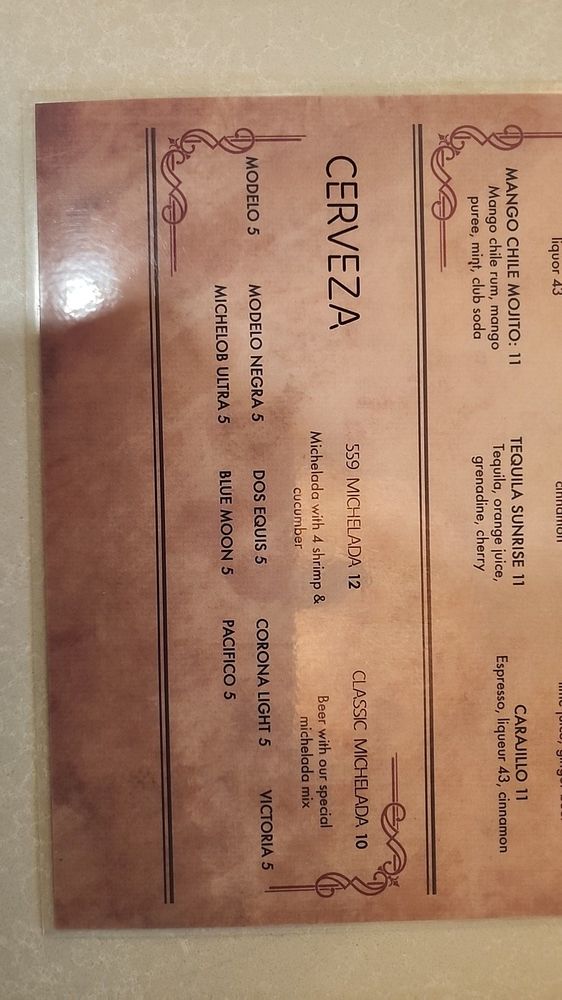 liquor 43
cinnamon
MANGO CHILE MOJITO: 11
Mango chile rum, mango
puree, mint, club soda
TEQUILA SUNRISE 11
Tequila, orange juice,
grenadine, cherry
CARAJILLO 11
Espresso, liqueur 43, cinnamon
CERVEZA
559 MICHELADA 12
Michelada with 4 shrimp &
cucumber
CLASSIC MICHELADA 10
Beer with our special
michelada mix
MODELO 5 MODELO NEGRA 5 DOS EQUIS 5 CORONA LIGHT 5 VICTORIA 5
MICHELOB ULTRA 5 BLUE MOON 5 PACIFICO 5